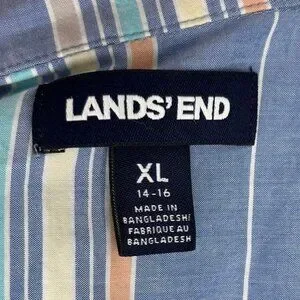 LANDS' END
XL
14-16
MADE IN
BANGLADESH/
FABRIQUE AU
BANGLADESH